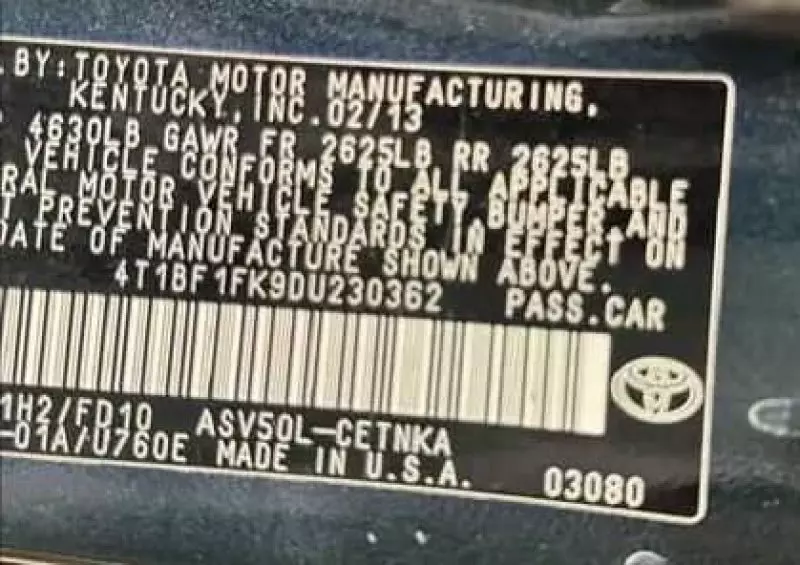 . BY: TOYOTA MOTOR MANUFACTURING,
KENTUCKY, INC. 02/13
4630LB GAWR FR 2625LB RR 2625LB
VEHICLE CONFORMS TO ALL APPLICABLE
RAL MOTOR VEHICLE SAFETY, BUMPER, AND
T PREVENTION STANDARDS IN EFFECT ON
DATE OF MANUFACTURE SHOWN ABOVE.
4T1BF1FK9DU230362 PASS.CAR
1H2/FD10 ASV50L-CETNKA
-01A/U760E MADE IN U.S.A. 03080